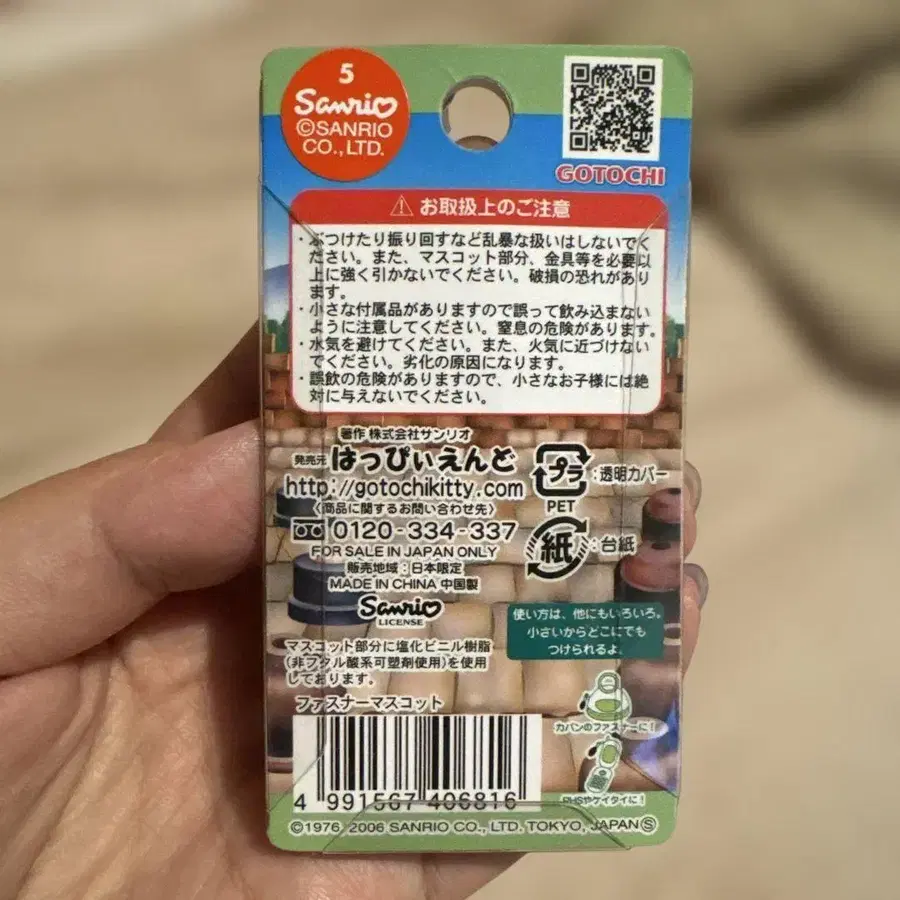 5
Sanrio
©SANRIO
CO.,LTD.
GOTOCHI
⚠ お取扱上のご注意
・ぶつけたり振り回すなど乱暴な扱いはしないでく
ださい。また、マスコット部分、金具等を必要以
上に強く引かないでください。破損の恐れがあり
ます。
・小さな付属品がありますので誤って飲み込まない
ように注意してください。窒息の危険があります。
・水気を避けてください。また、火気に近づけない
でください。劣化の原因になります。
・誤飲の危険がありますので、小さなお子様には絶
対に与えないでください。
著作 株式会社サンリオ
発売元 はっぴぃえんど
http://gotochikitty.com
〈商品に関するお問い合わせ先〉
0120-334-337
FOR SALE IN JAPAN ONLY
販売地域：日本限定
MADE IN CHINA 中国製
Sanrio
LICENSE
プラ
：透明カバー
PET
紙
：台紙
使い方は、他にもいろいろ。
小さいからどこにでも
つけられるよ。
マスコット部分に塩化ビニル樹脂
(非フタル酸系可塑剤使用)を使用
しております。
ファスナーマスコット
カバンのファスナーに！
PHSやケイタイに！
4 991567 406816
©1976, 2006 SANRIO CO., LTD. TOKYO, JAPAN Ⓢ